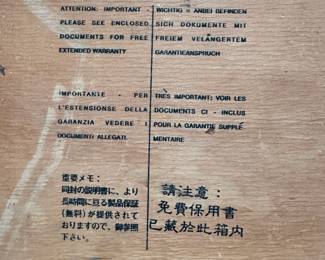 ATTENTION: IMPORTANT
PLEASE SEE ENCLOSED
DOCUMENTS FOR FREE
EXTENDED WARRANTY
WICHTIG = ANBEI BEFINDEN
SICH DOKUMENTE MIT
FREIEM VELÄNGERTEM
GARANTIEANSPRUCH
IMPORTANTE - PER
L'ESTENSIONSE DELLA
GARANZIA VEDERE I
DOCUMENTI ALLEGATI.
TRÈS IMPORTANT; VOIR LES
DOCUMENTS CI - INCLUS
POUR LA GARANTIE SUPPLÉ
MENTAIRE
重要メモ:
同封の説明書に、より
長時間に亘る製品保証
(無料)が提供されて
おりますので、御参照
下さい。
請注意:
免費保用書
已藏於此箱內